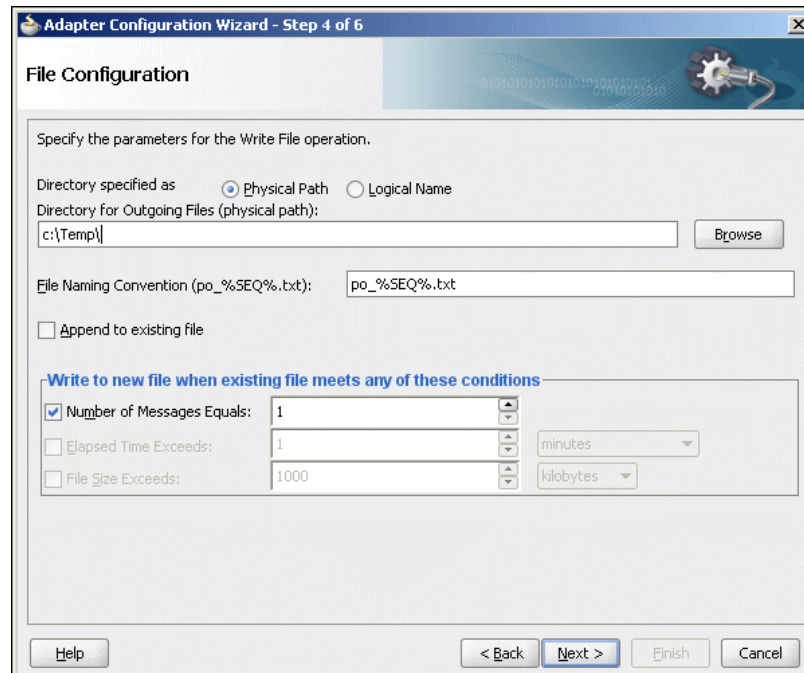 Adapter Configuration Wizard - Step 4 of 6
File Configuration
Specify the parameters for the Write File operation.
Directory specified as Physical Path Logical Name
Directory for Outgoing Files (physical path):
c:\Temp\ Browse
File Naming Convention (po_%SEQ%.txt): po_%SEQ%.txt
Append to existing file
Write to new file when existing file meets any of these conditions
Number of Messages Equals: 1
Elapsed Time Exceeds: 1 minutes
File Size Exceeds: 1000 kilobytes
Help < Back Next > Finish Cancel